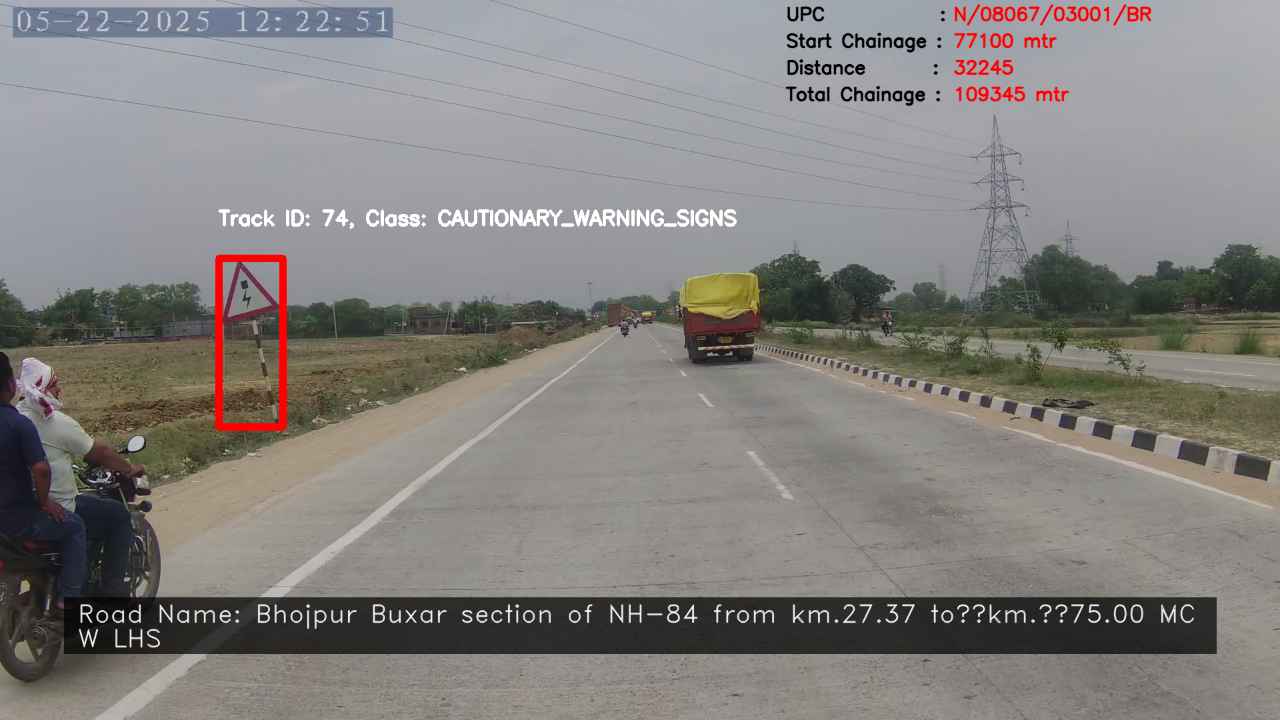 05-22-2025 12:22:51
UPC : N/08067/03001/BR
Start Chainage : 77100 mtr
Distance : 32245
Total Chainage : 109345 mtr
Track ID: 74, Class: CAUTIONARY_WARNING_SIGNS
Road Name: Bhojpur Buxar section of NH-84 from km.27.37 to??km.??75.00 MC
W LHS